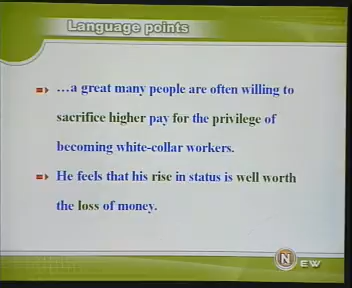 Language points
…a great many people are often willing to
sacrifice higher pay for the privilege of
becoming white-collar workers.
He feels that his rise in status is well worth
the loss of money.
N EW